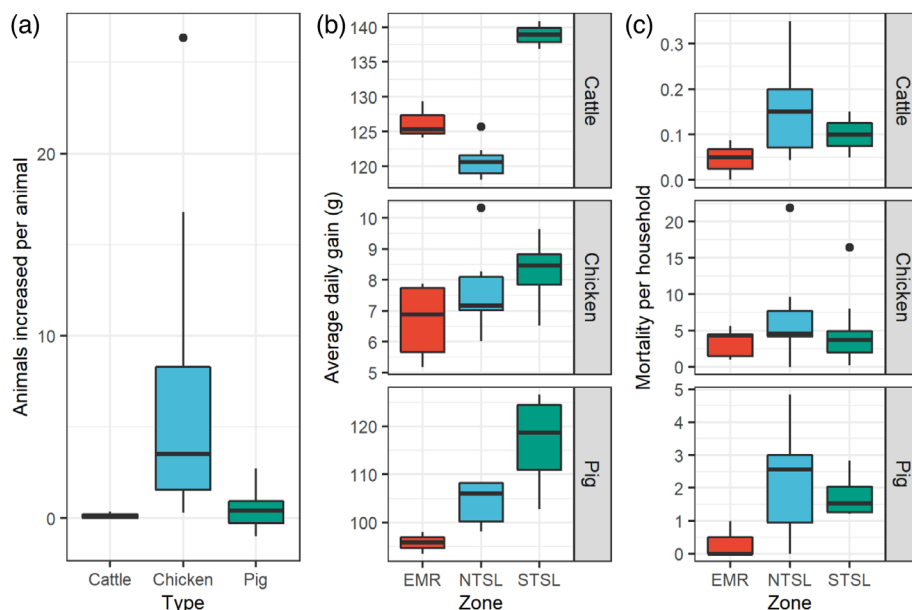 (a)
Animals increased per animal
20
10
0
Cattle Chicken Pig
Type
(b)
Average daily gain (g)
140
135
130
125
120
Cattle
10
9
8
7
6
5
Chicken
120
110
100
Pig
EMR NTSL STSL
Zone
(c)
Mortality per household
0.3
0.2
0.1
0.0
Cattle
20
15
10
5
0
Chicken
5
4
3
2
1
0
Pig
EMR NTSL STSL
Zone